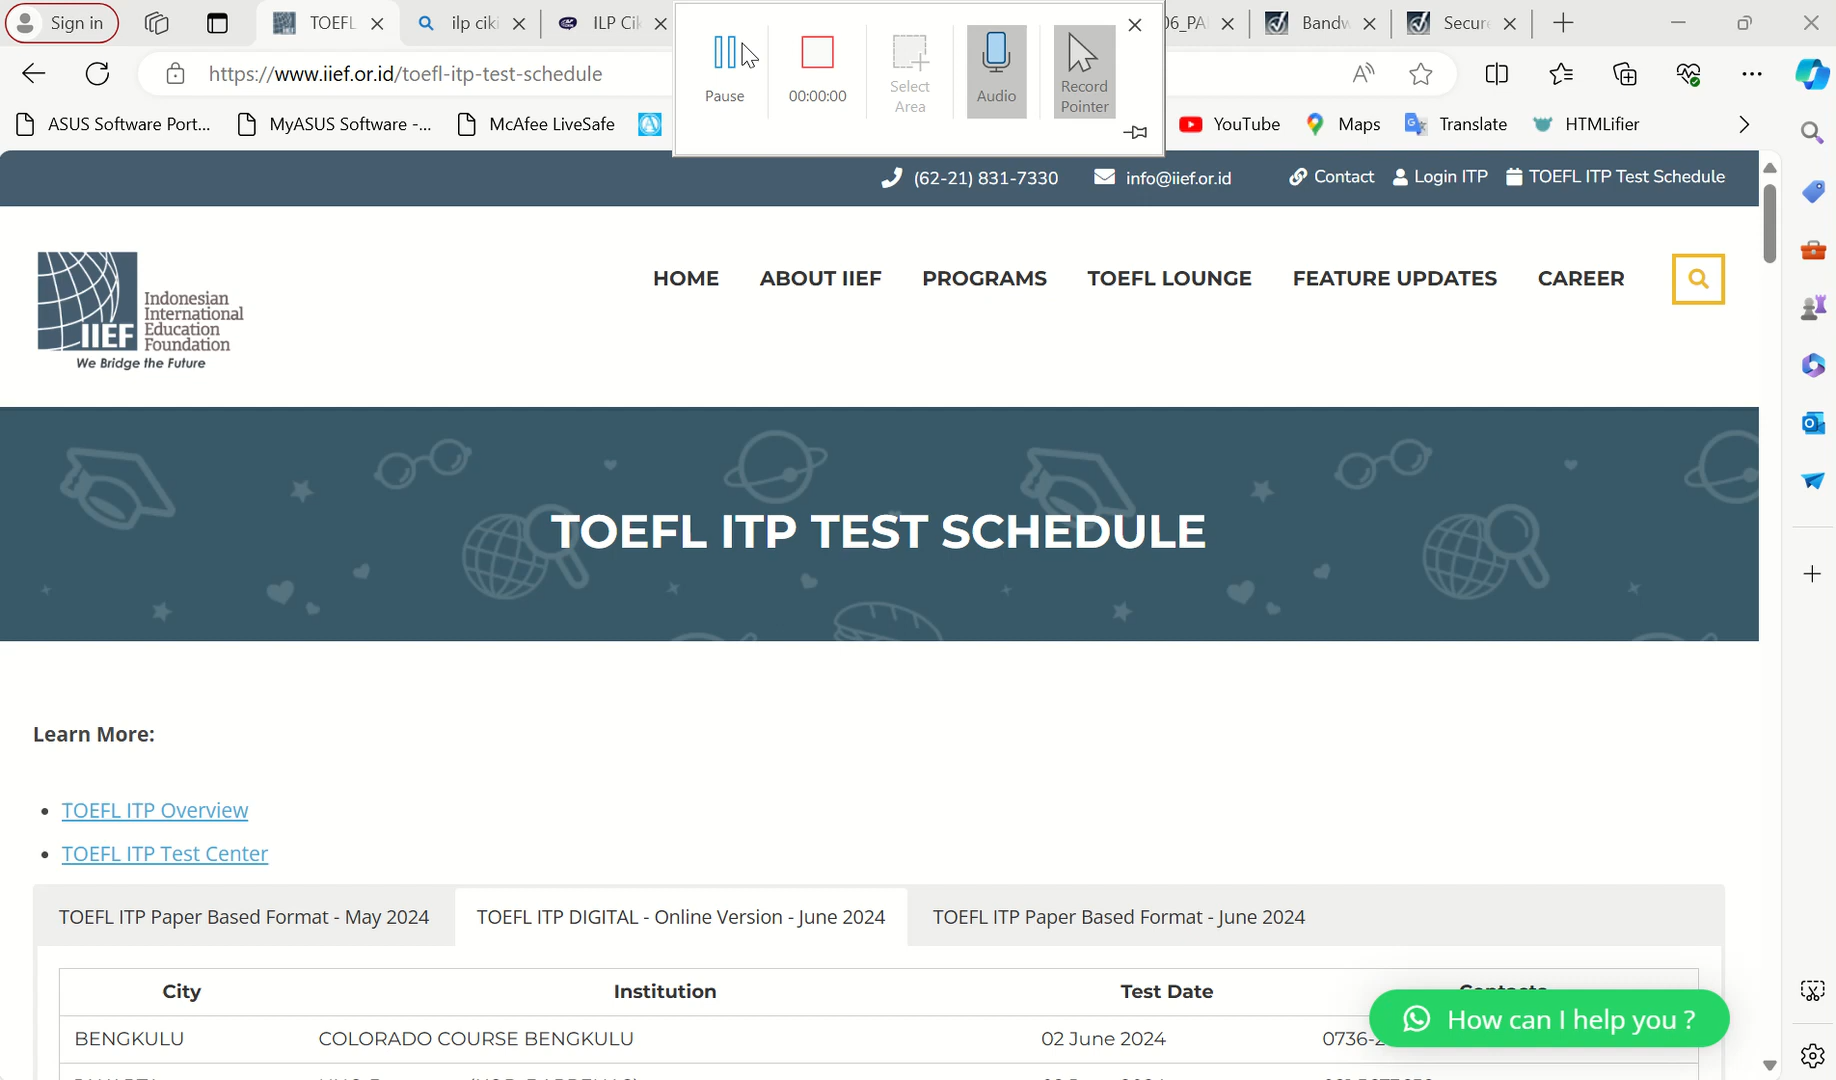 Sign in
TOEFL
ilp ciki
ILP Cik
06_PA
Bandw
Secure
Pause
00:00:00
Select
Area
Audio
Record
Pointer
https://www.iief.or.id/toefl-itp-test-schedule
ASUS Software Port...
MyASUS Software -...
McAfee LiveSafe
YouTube
Maps
Translate
HTMLifier
(62-21) 831-7330
info@iief.or.id
Contact
Login ITP
TOEFL ITP Test Schedule
IIEF
Indonesian
International
Education
Foundation
We Bridge the Future
HOME
ABOUT IIEF
PROGRAMS
TOEFL LOUNGE
FEATURE UPDATES
CAREER
TOEFL ITP TEST SCHEDULE
Learn More:
TOEFL ITP Overview
TOEFL ITP Test Center
TOEFL ITP Paper Based Format - May 2024
TOEFL ITP DIGITAL - Online Version - June 2024
TOEFL ITP Paper Based Format - June 2024
City Institution Test Date
BENGKULU COLORADO COURSE BENGKULU 02 June 2024 0736-2
How can I help you ?